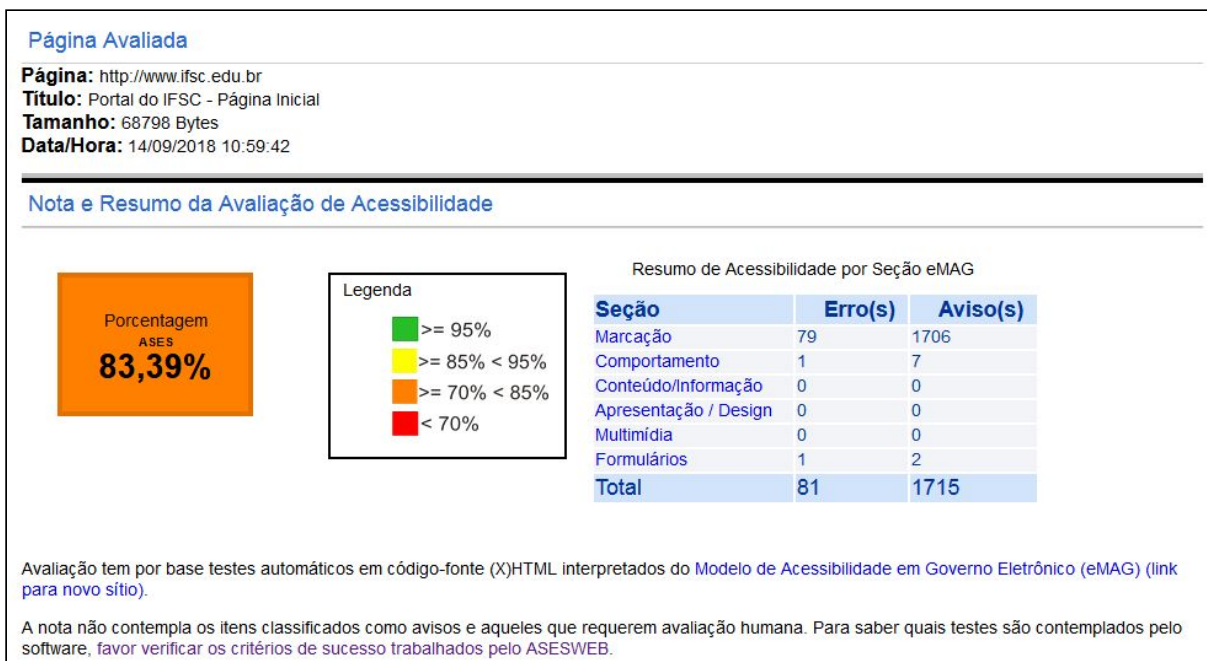 Página Avaliada
Página: http://www.ifsc.edu.br
Título: Portal do IFSC - Página Inicial
Tamanho: 68798 Bytes
Data/Hora: 14/09/2018 10:59:42
Nota e Resumo da Avaliação de Acessibilidade
Porcentagem
ASES
83,39%
Legenda
>= 95%
>= 85% < 95%
>= 70% < 85%
< 70%
Resumo de Acessibilidade por Seção eMAG
Seção Erro(s) Aviso(s)
Marcação 79 1706
Comportamento 1 7
Conteúdo/Informação 0 0
Apresentação / Design 0 0
Multimídia 0 0
Formulários 1 2
Total 81 1715
Avaliação tem por base testes automáticos em código-fonte (X)HTML interpretados do Modelo de Acessibilidade em Governo Eletrônico (eMAG) (link
para novo sítio).
A nota não contempla os itens classificados como avisos e aqueles que requerem avaliação humana. Para saber quais testes são contemplados pelo
software, favor verificar os critérios de sucesso trabalhados pelo ASESWEB.